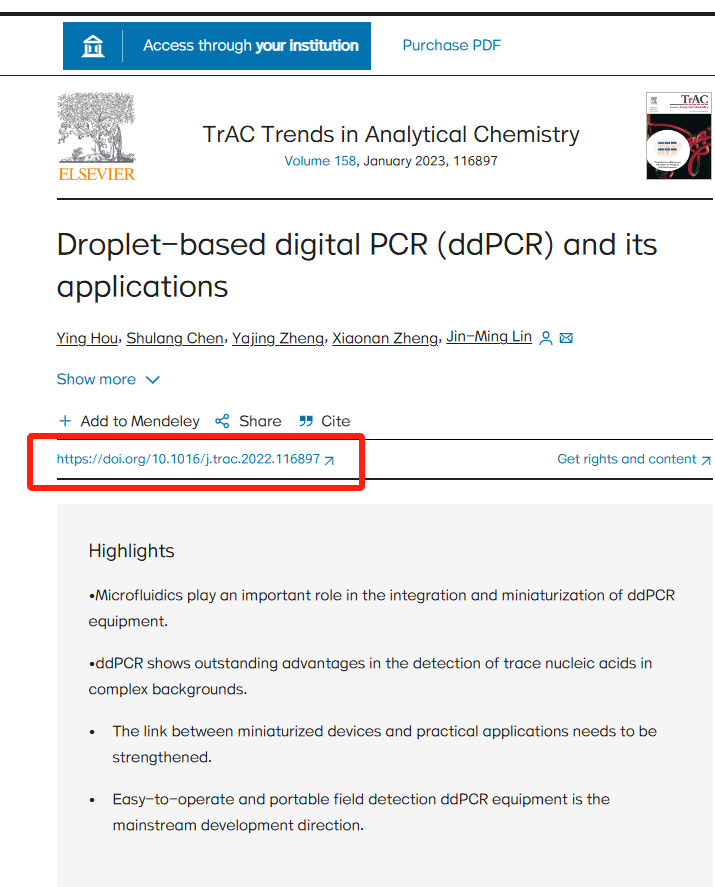 Access through your institution
Purchase PDF
TrAC
ELSEVIER
TrAC Trends in Analytical Chemistry
Volume 158, January 2023, 116897
Droplet-based digital PCR (ddPCR) and its
applications
Ying Hou, Shulang Chen, Yajing Zheng, Xiaonan Zheng, Jin-Ming Lin
Show more
Add to Mendeley
Share
Cite
https://doi.org/10.1016/j.trac.2022.116897
Get rights and content
Highlights
•Microfluidics play an important role in the integration and miniaturization of ddPCR
equipment.
•ddPCR shows outstanding advantages in the detection of trace nucleic acids in
complex backgrounds.
• The link between miniaturized devices and practical applications needs to be
strengthened.
• Easy-to-operate and portable field detection ddPCR equipment is the
mainstream development direction.